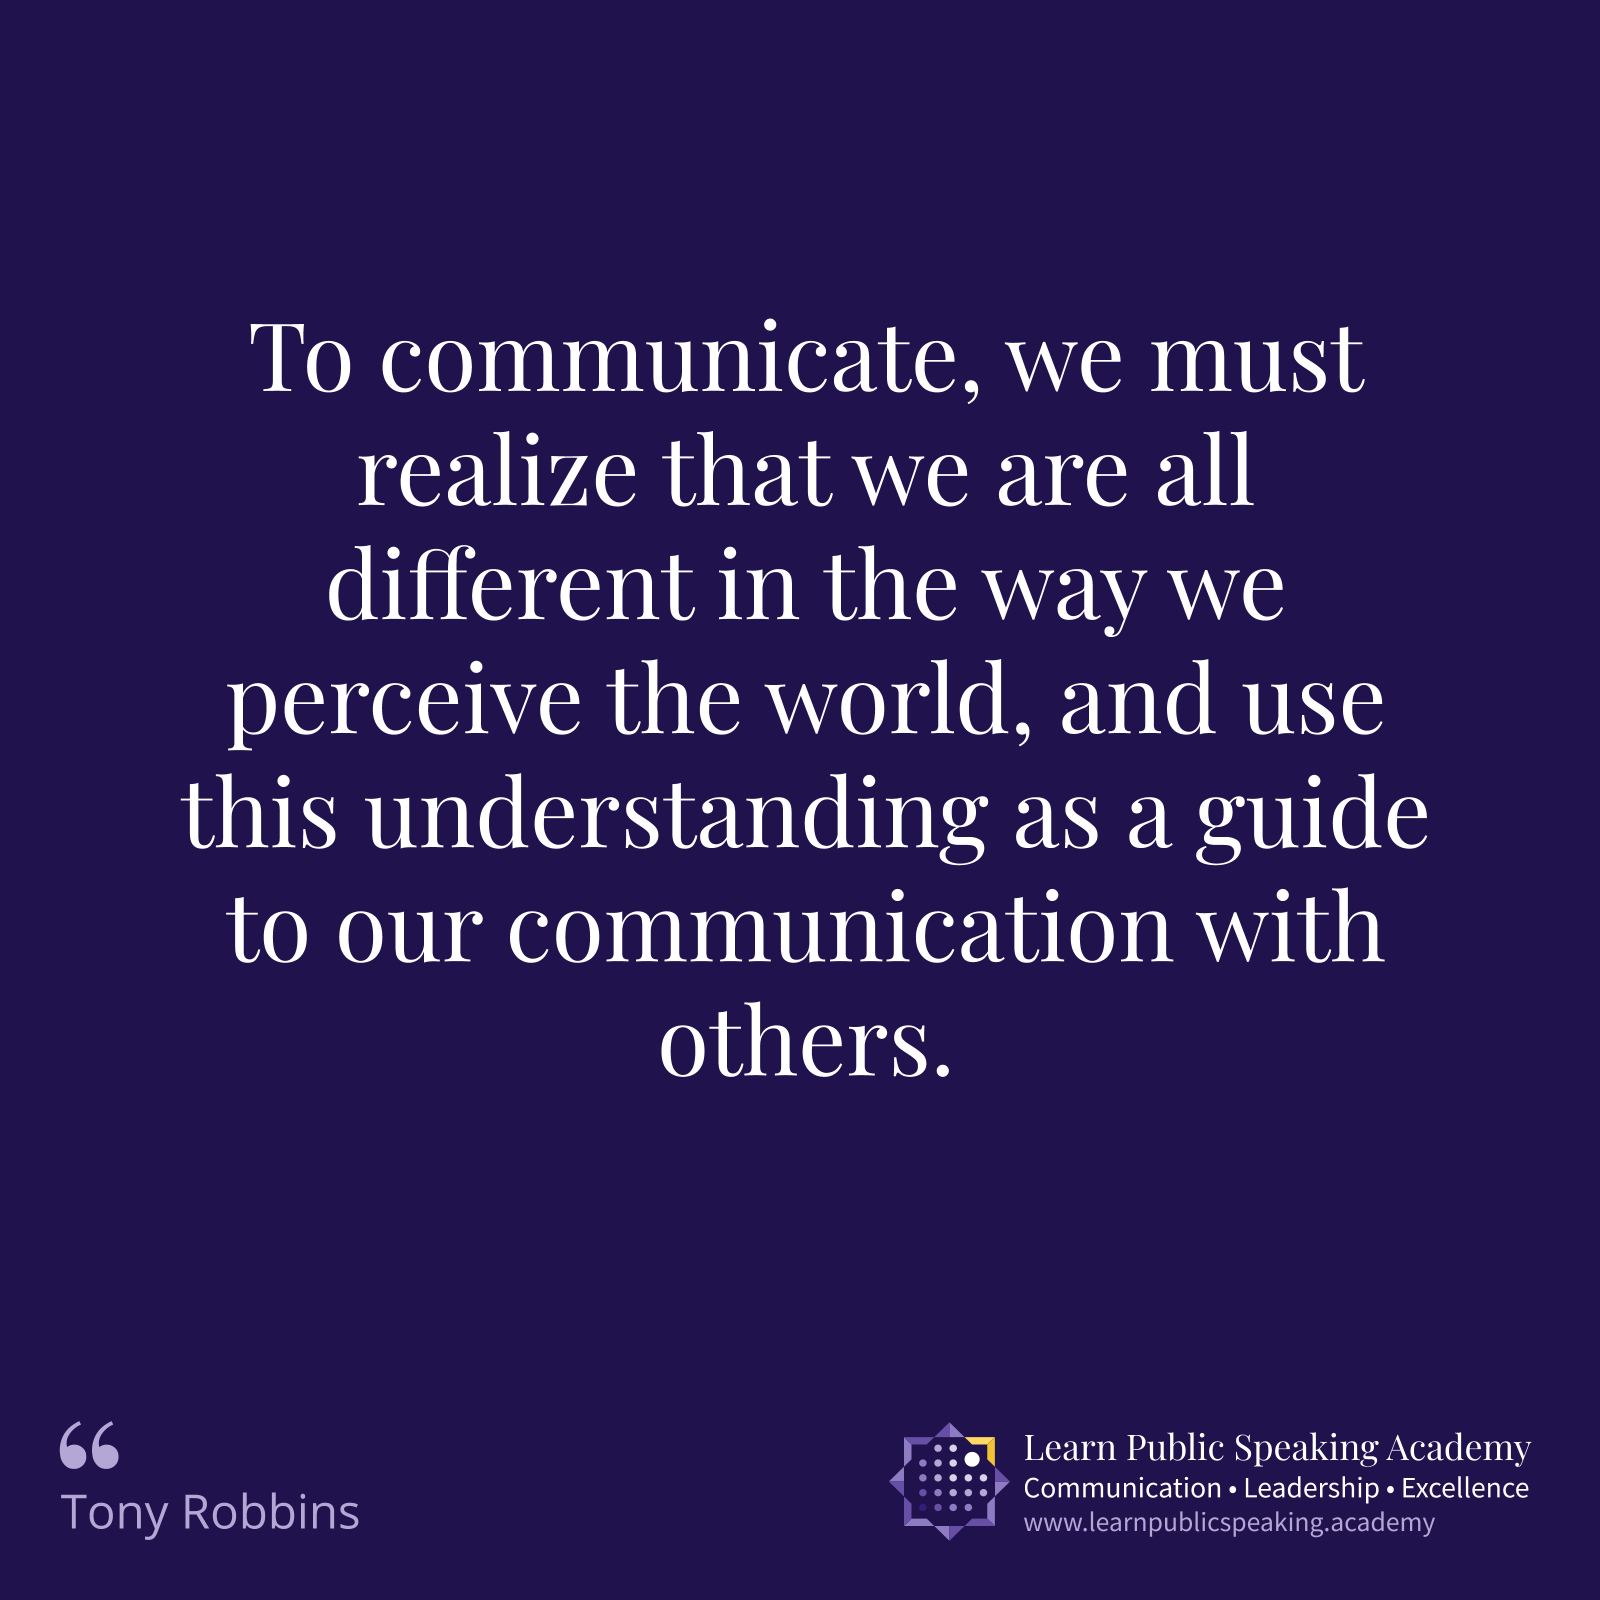 To communicate, we must
realize that we are all
different in the way we
perceive the world, and use
this understanding as a guide
to our communication with
others.
“
Tony Robbins
Learn Public Speaking Academy
Communication • Leadership • Excellence
www.learnpublicspeaking.academy